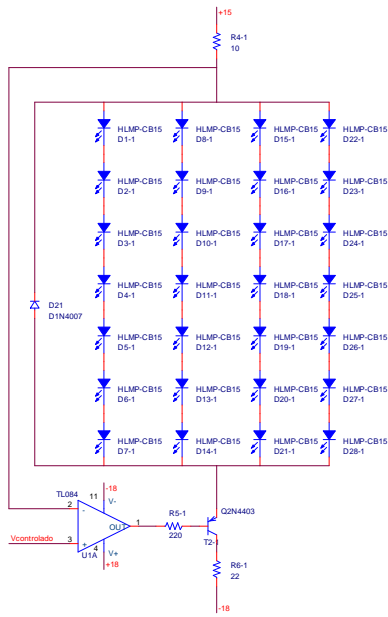 +15
R4-1
10
HLMP-CB15 HLMP-CB15 HLMP-CB15 HLMP-CB15
D1-1 D8-1 D15-1 D22-1
HLMP-CB15 HLMP-CB15 HLMP-CB15 HLMP-CB15
D2-1 D9-1 D16-1 D23-1
HLMP-CB15 HLMP-CB15 HLMP-CB15 HLMP-CB15
D3-1 D10-1 D17-1 D24-1
HLMP-CB15 HLMP-CB15 HLMP-CB15 HLMP-CB15
D4-1 D11-1 D18-1 D25-1
D21
D1N4007
HLMP-CB15 HLMP-CB15 HLMP-CB15 HLMP-CB15
D5-1 D12-1 D19-1 D26-1
HLMP-CB15 HLMP-CB15 HLMP-CB15 HLMP-CB15
D6-1 D13-1 D20-1 D27-1
HLMP-CB15 HLMP-CB15 HLMP-CB15 HLMP-CB15
D7-1 D14-1 D21-1 D28-1
-18
TL084 11 V-
2 -
OUT 1
R5-1
220
Q2N4403
T2-1
Vcontrolado 3 +
4 V+
U1A
+18
R6-1
22
-18